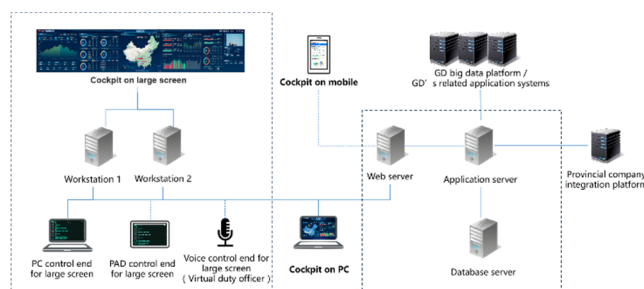 Cockpit on large screen
Cockpit on mobile
GD big data platform /
GD's related application systems
Workstation 1
Workstation 2
Web server
Application server
Provincial company
integration platform
PC control end
for large screen
PAD control end
for large screen
Voice control end for
large screen
( Virtual duty officer )
Cockpit on PC
Database server